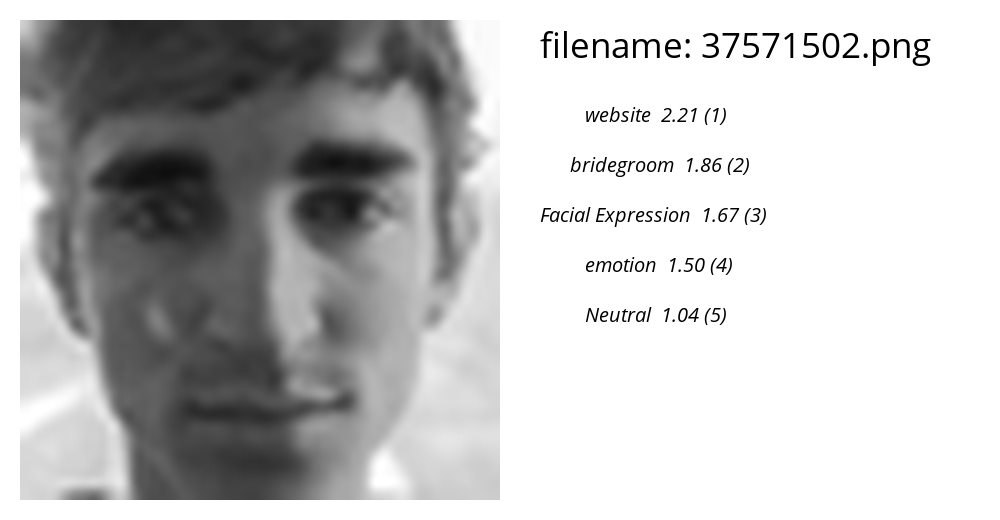 filename: 37571502.png
website 2.21 (1)
bridegroom 1.86 (2)
Facial Expression 1.67 (3)
emotion 1.50 (4)
Neutral 1.04 (5)